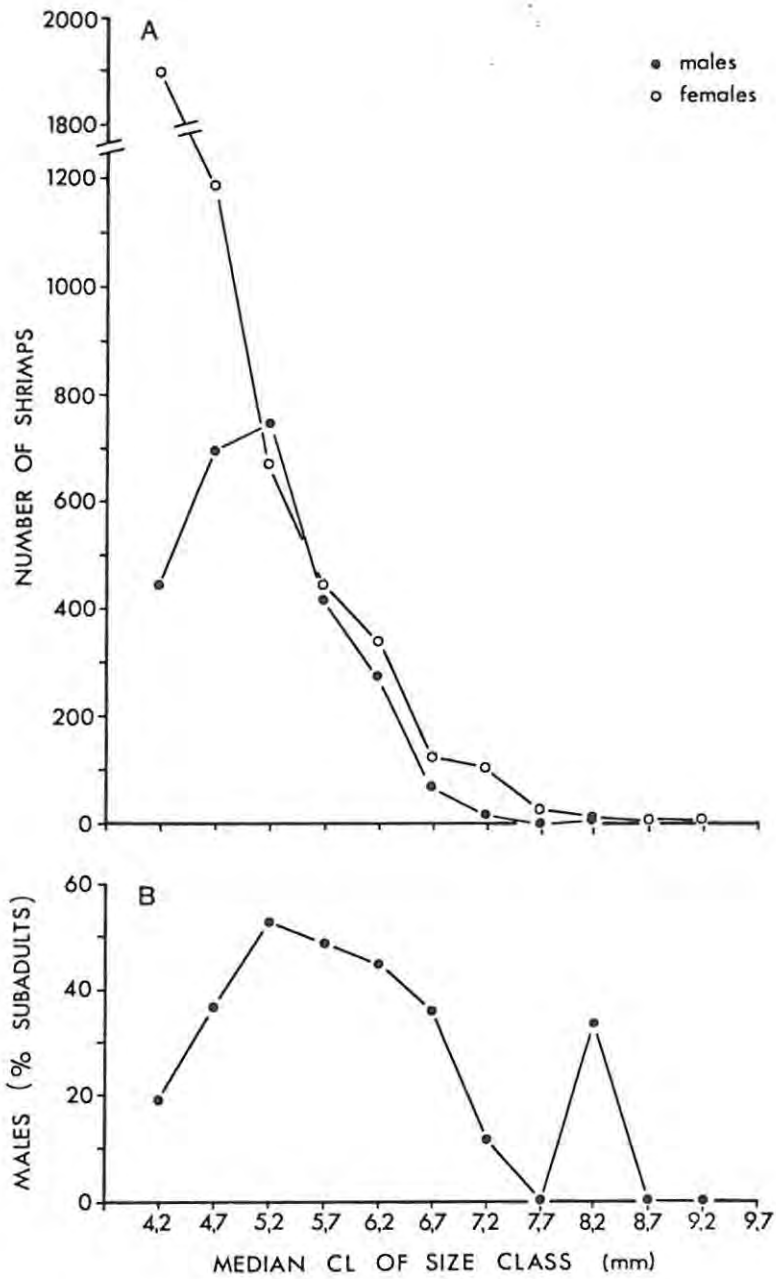 A
males
females
2000
1800
1200
1000
800
600
400
200
0
NUMBER OF SHRIMPS
B
60
40
20
0
MALES (% SUBADULTS)
4,2 4,7 5,2 5,7 6,2 6,7 7,2 7,7 8,2 8,7 9,2 9,7
MEDIAN CL OF SIZE CLASS (mm)